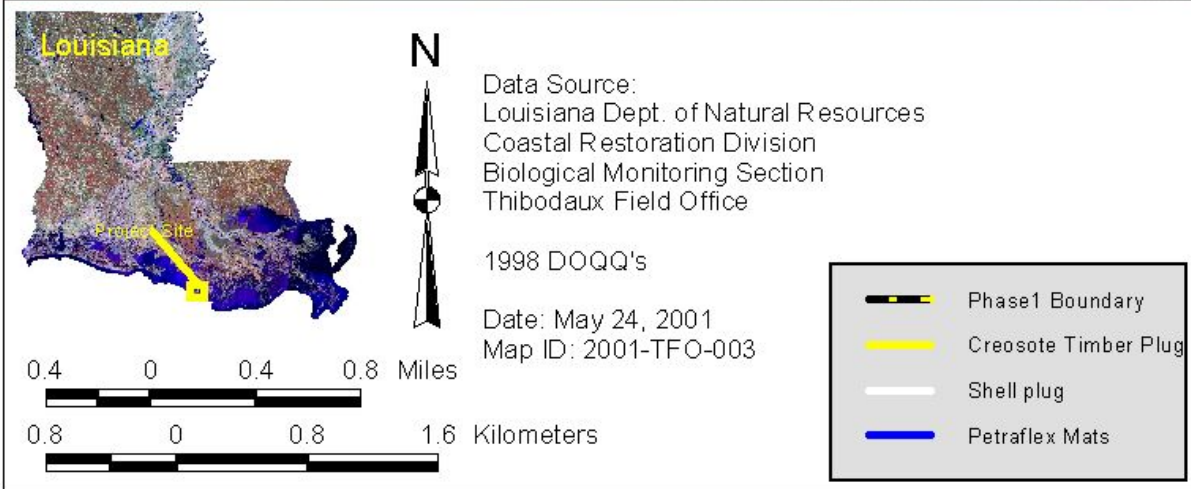 Louisiana
Project Site
N
Data Source:
Louisiana Dept. of Natural Resources
Coastal Restoration Division
Biological Monitoring Section
Thibodaux Field Office
1998 DOQQ's
Date: May 24, 2001
Map ID: 2001-TFO-003
0.4 0 0.4 0.8 Miles
0.8 0 0.8 1.6 Kilometers
Phase1 Boundary
Creosote Timber Plug
Shell plug
Petraflex Mats